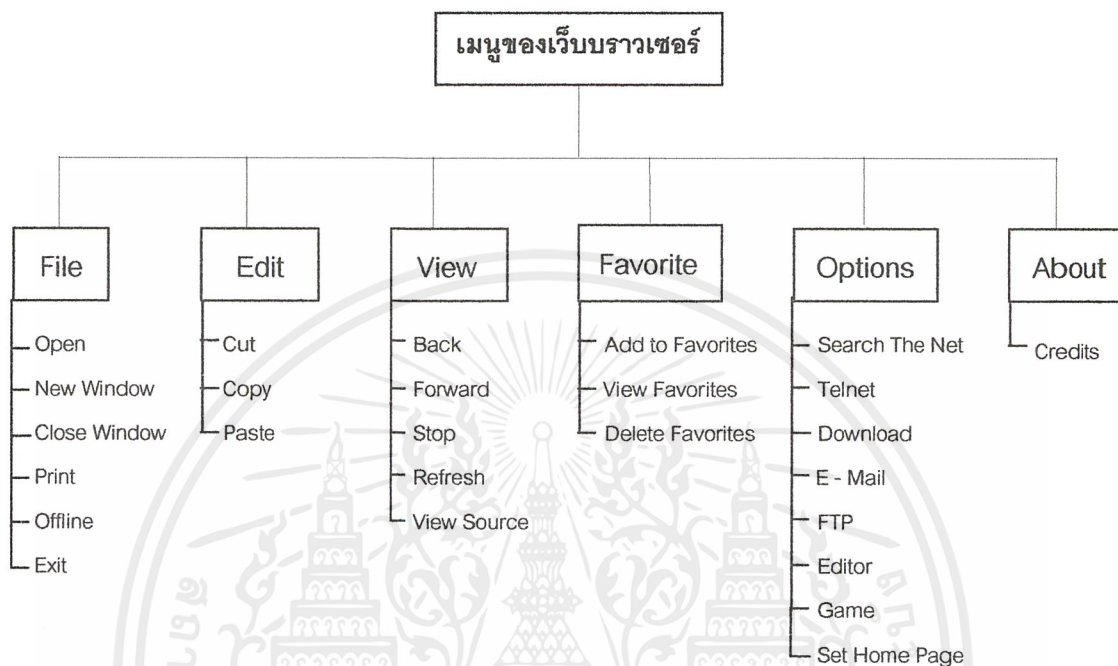 เมนูของเว็บบราวเซอร์
File
Open
New Window
Close Window
Print
Offline
Exit
Edit
Cut
Copy
Paste
View
Back
Forward
Stop
Refresh
View Source
Favorite
Add to Favorites
View Favorites
Delete Favorites
Options
Search The Net
Telnet
Download
E - Mail
FTP
Editor
Game
Set Home Page
About
Credits